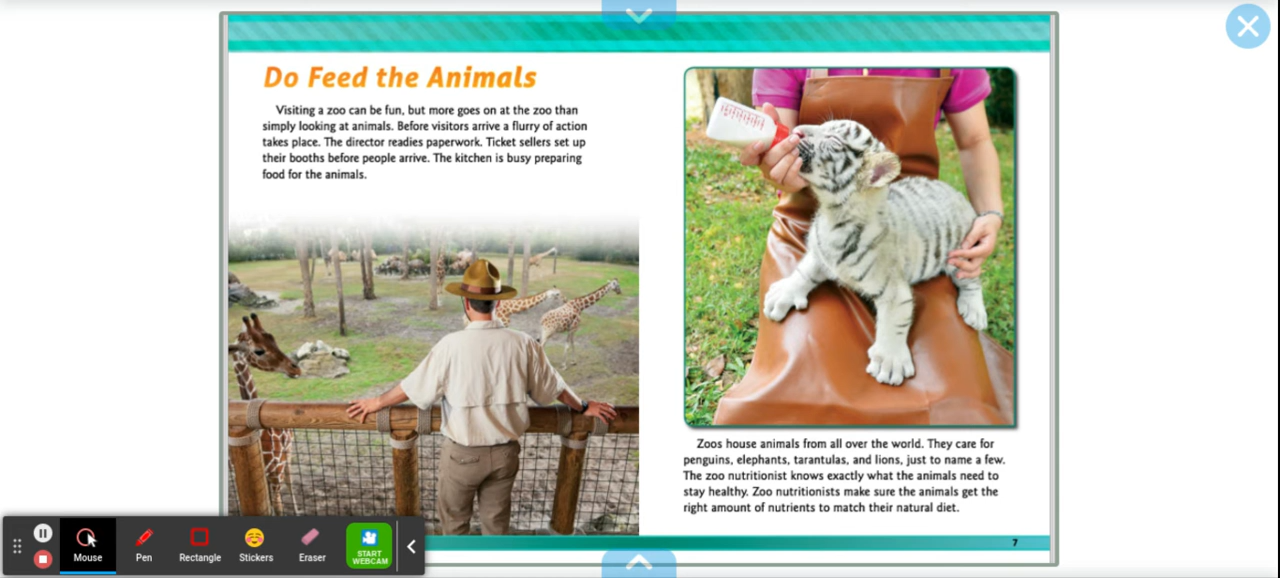 Do Feed the Animals
Visiting a zoo can be fun, but more goes on at the zoo than
simply looking at animals. Before visitors arrive a flurry of action
takes place. The director readies paperwork. Ticket sellers set up
their booths before people arrive. The kitchen is busy preparing
food for the animals.
Zoos house animals from all over the world. They care for
penguins, elephants, tarantulas, and lions, just to name a few.
The zoo nutritionist knows exactly what the animals need to
stay healthy. Zoo nutritionists make sure the animals get the
right amount of nutrients to match their natural diet.
7
Mouse
Pen
Rectangle
Stickers
Eraser
START
WEBCAM